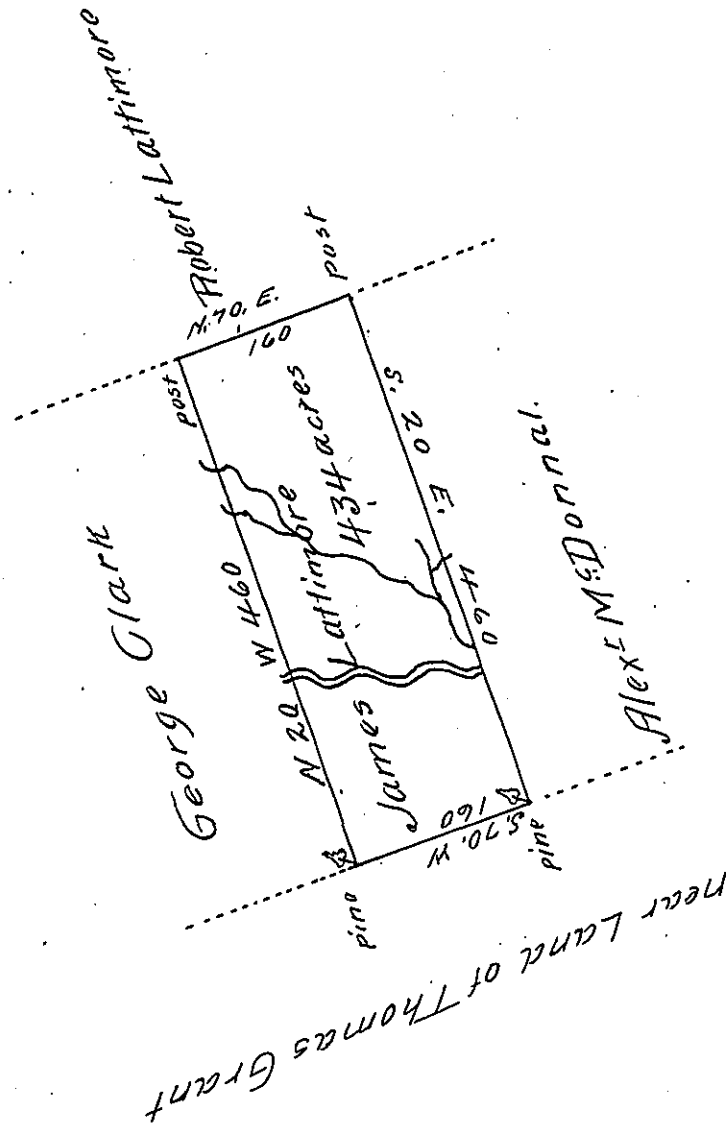 Robert Lattimore
George Clark
post
N. 70. E.
160
post
N 20 W 460
James Lattimore
434 acres
S. 20 E. 460
pine
S. 70. W
160
pine
Alexr. McDonnal.
near Land of Thomas Grant